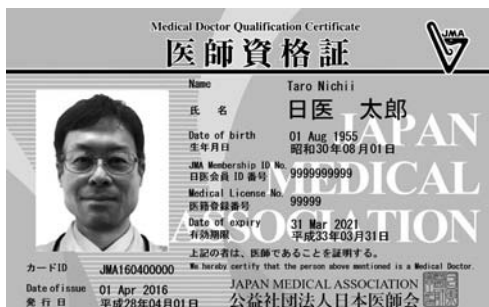 Medical Doctor Qualification Certificate
医師資格証
JMA
Name Taro Nichii
氏 名 日医 太郎
Date of birth 01 Aug 1955
生年月日 昭和30年08月01日
JMA Membership ID No.
日医会員 ID 番号 9999999999
Medical License No.
医籍登録番号 99999
Date of expiry 31 Mar 2021
有効期限 平成33年03月31日
JAPAN
MEDICAL
ASSOCIATION
上記の者は、医師であることを証明する。
We hereby certify that the person above mentioned is a Medical Doctor.
カードID JMA160400000
Date of issue 01 Apr 2016
発 行 日 平成28年04月01日
JAPAN MEDICAL ASSOCIATION
公益社団法人日本医師会